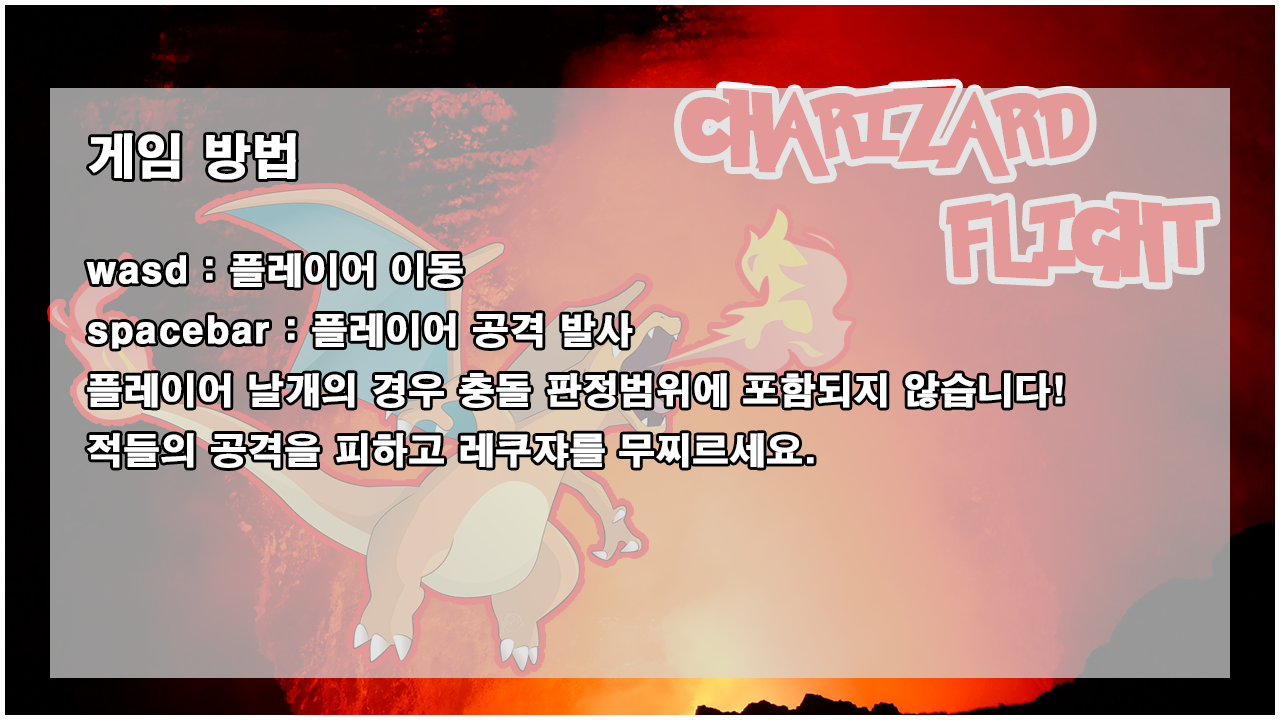 CHARIZARD
FLIGHT
게임 방법
wasd : 플레이어 이동
spacebar : 플레이어 공격 발사
플레이어 날개의 경우 충돌 판정범위에 포함되지 않습니다!
적들의 공격을 피하고 레쿠쟈를 무찌르세요.